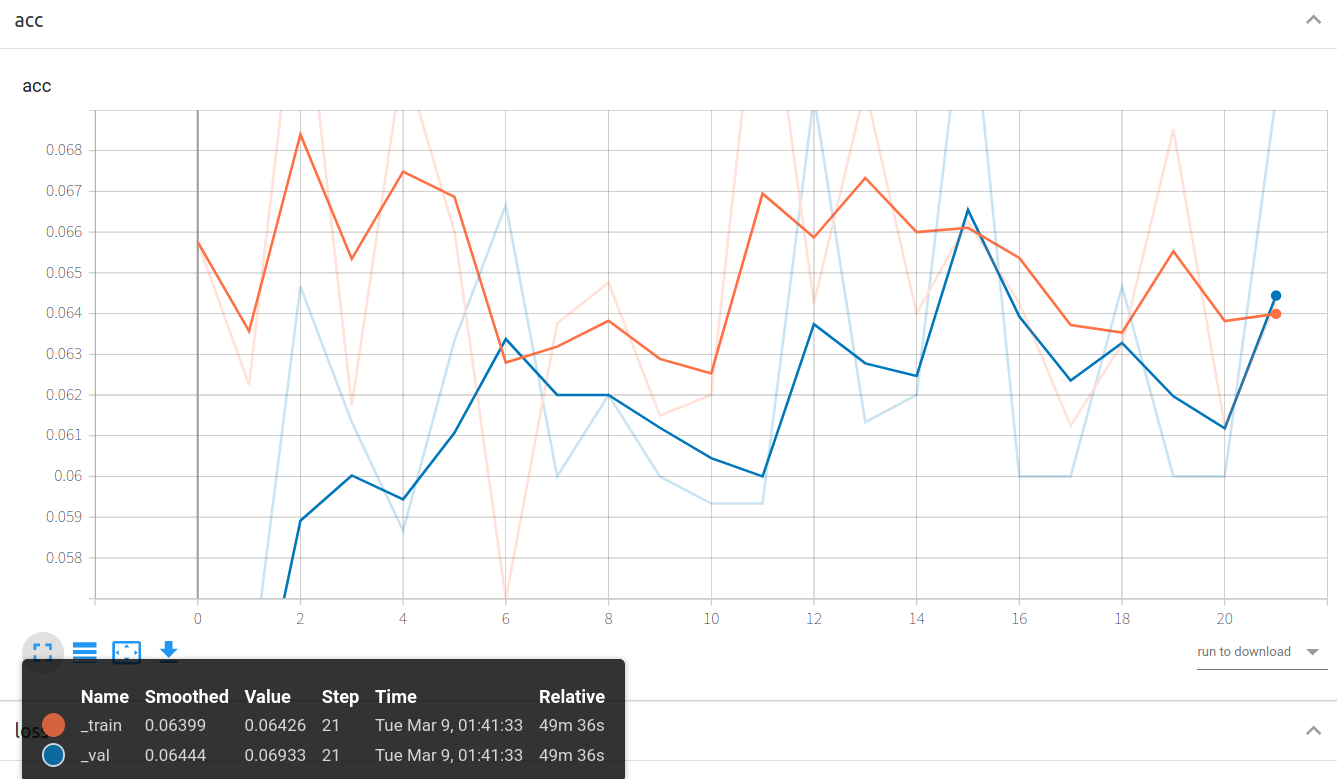 acc
acc
0.068
0.067
0.066
0.065
0.064
0.063
0.062
0.061
0.06
0.059
0.058
0 2 4 6 8 10 12 14 16 18 20
run to download
Name Smoothed Value Step Time Relative
_train 0.06399 0.06426 21 Tue Mar 9, 01:41:33 49m 36s
_val 0.06444 0.06933 21 Tue Mar 9, 01:41:33 49m 36s
loss